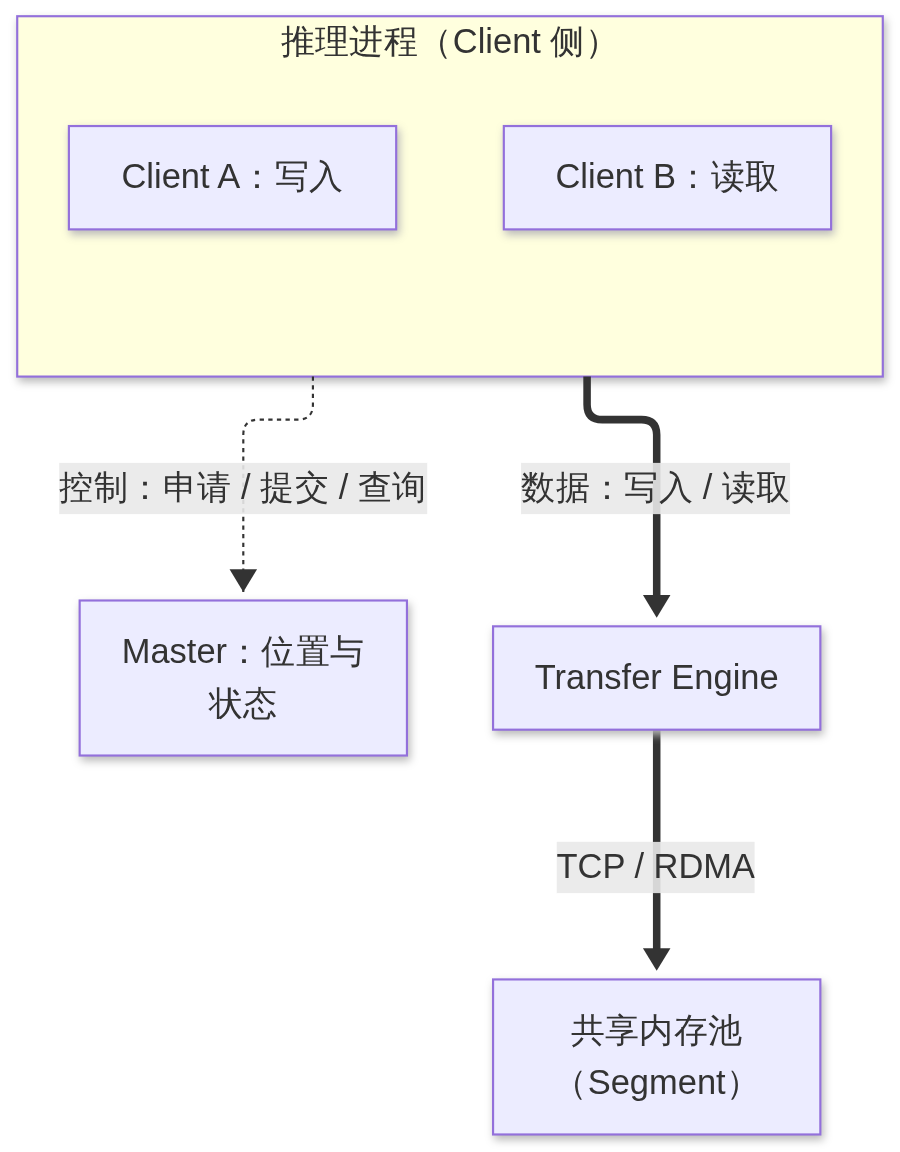 推理进程（Client 侧）
Client A：写入
Client B：读取
控制：申请 / 提交 / 查询
数据：写入 / 读取
Master：位置与
状态
Transfer Engine
TCP / RDMA
共享内存池
（Segment）